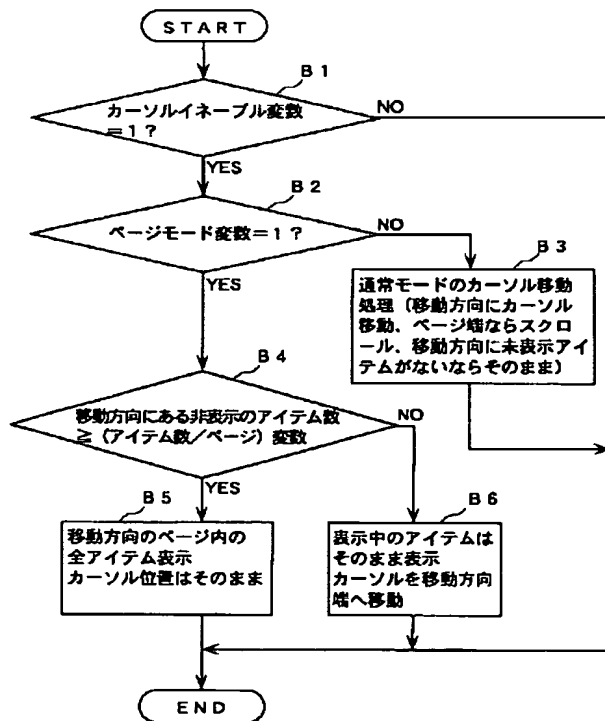 START
B1
カーソルイネーブル変数
＝1？
NO
YES
B2
ページモード変数＝1？
NO
YES
B3
通常モードのカーソル移動
処理（移動方向にカーソル
移動、ページ端ならスクロ
ール、移動方向に未表示アイ
テムがないならそのまま）
B4
移動方向にある非表示のアイテム数
≧（アイテム数/ページ）変数
NO
YES
B5
移動方向のページ内の
全アイテム表示
カーソル位置はそのまま
B6
表示中のアイテムは
そのまま表示
カーソルを移動方向
端へ移動
END